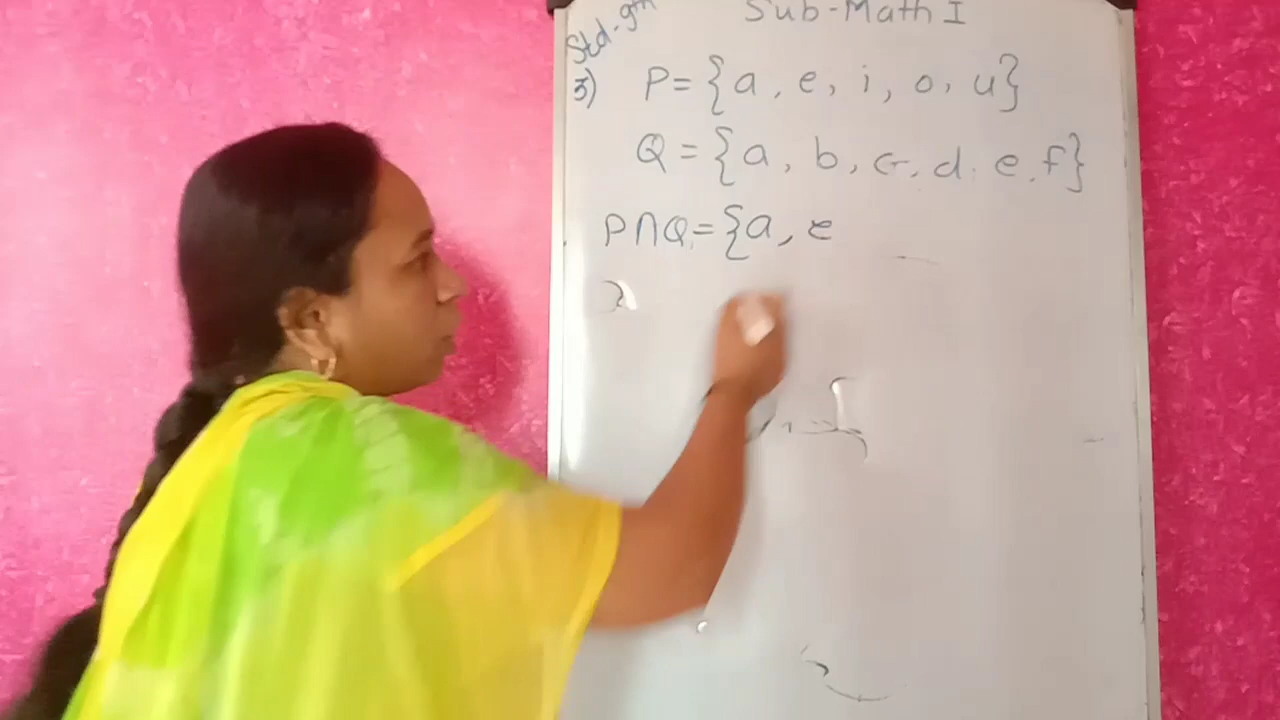 Sub-Math I
Std-9th
3) P={a, e, i, o, u}
Q={a, b, c, d, e, f}
P∩Q={a, e